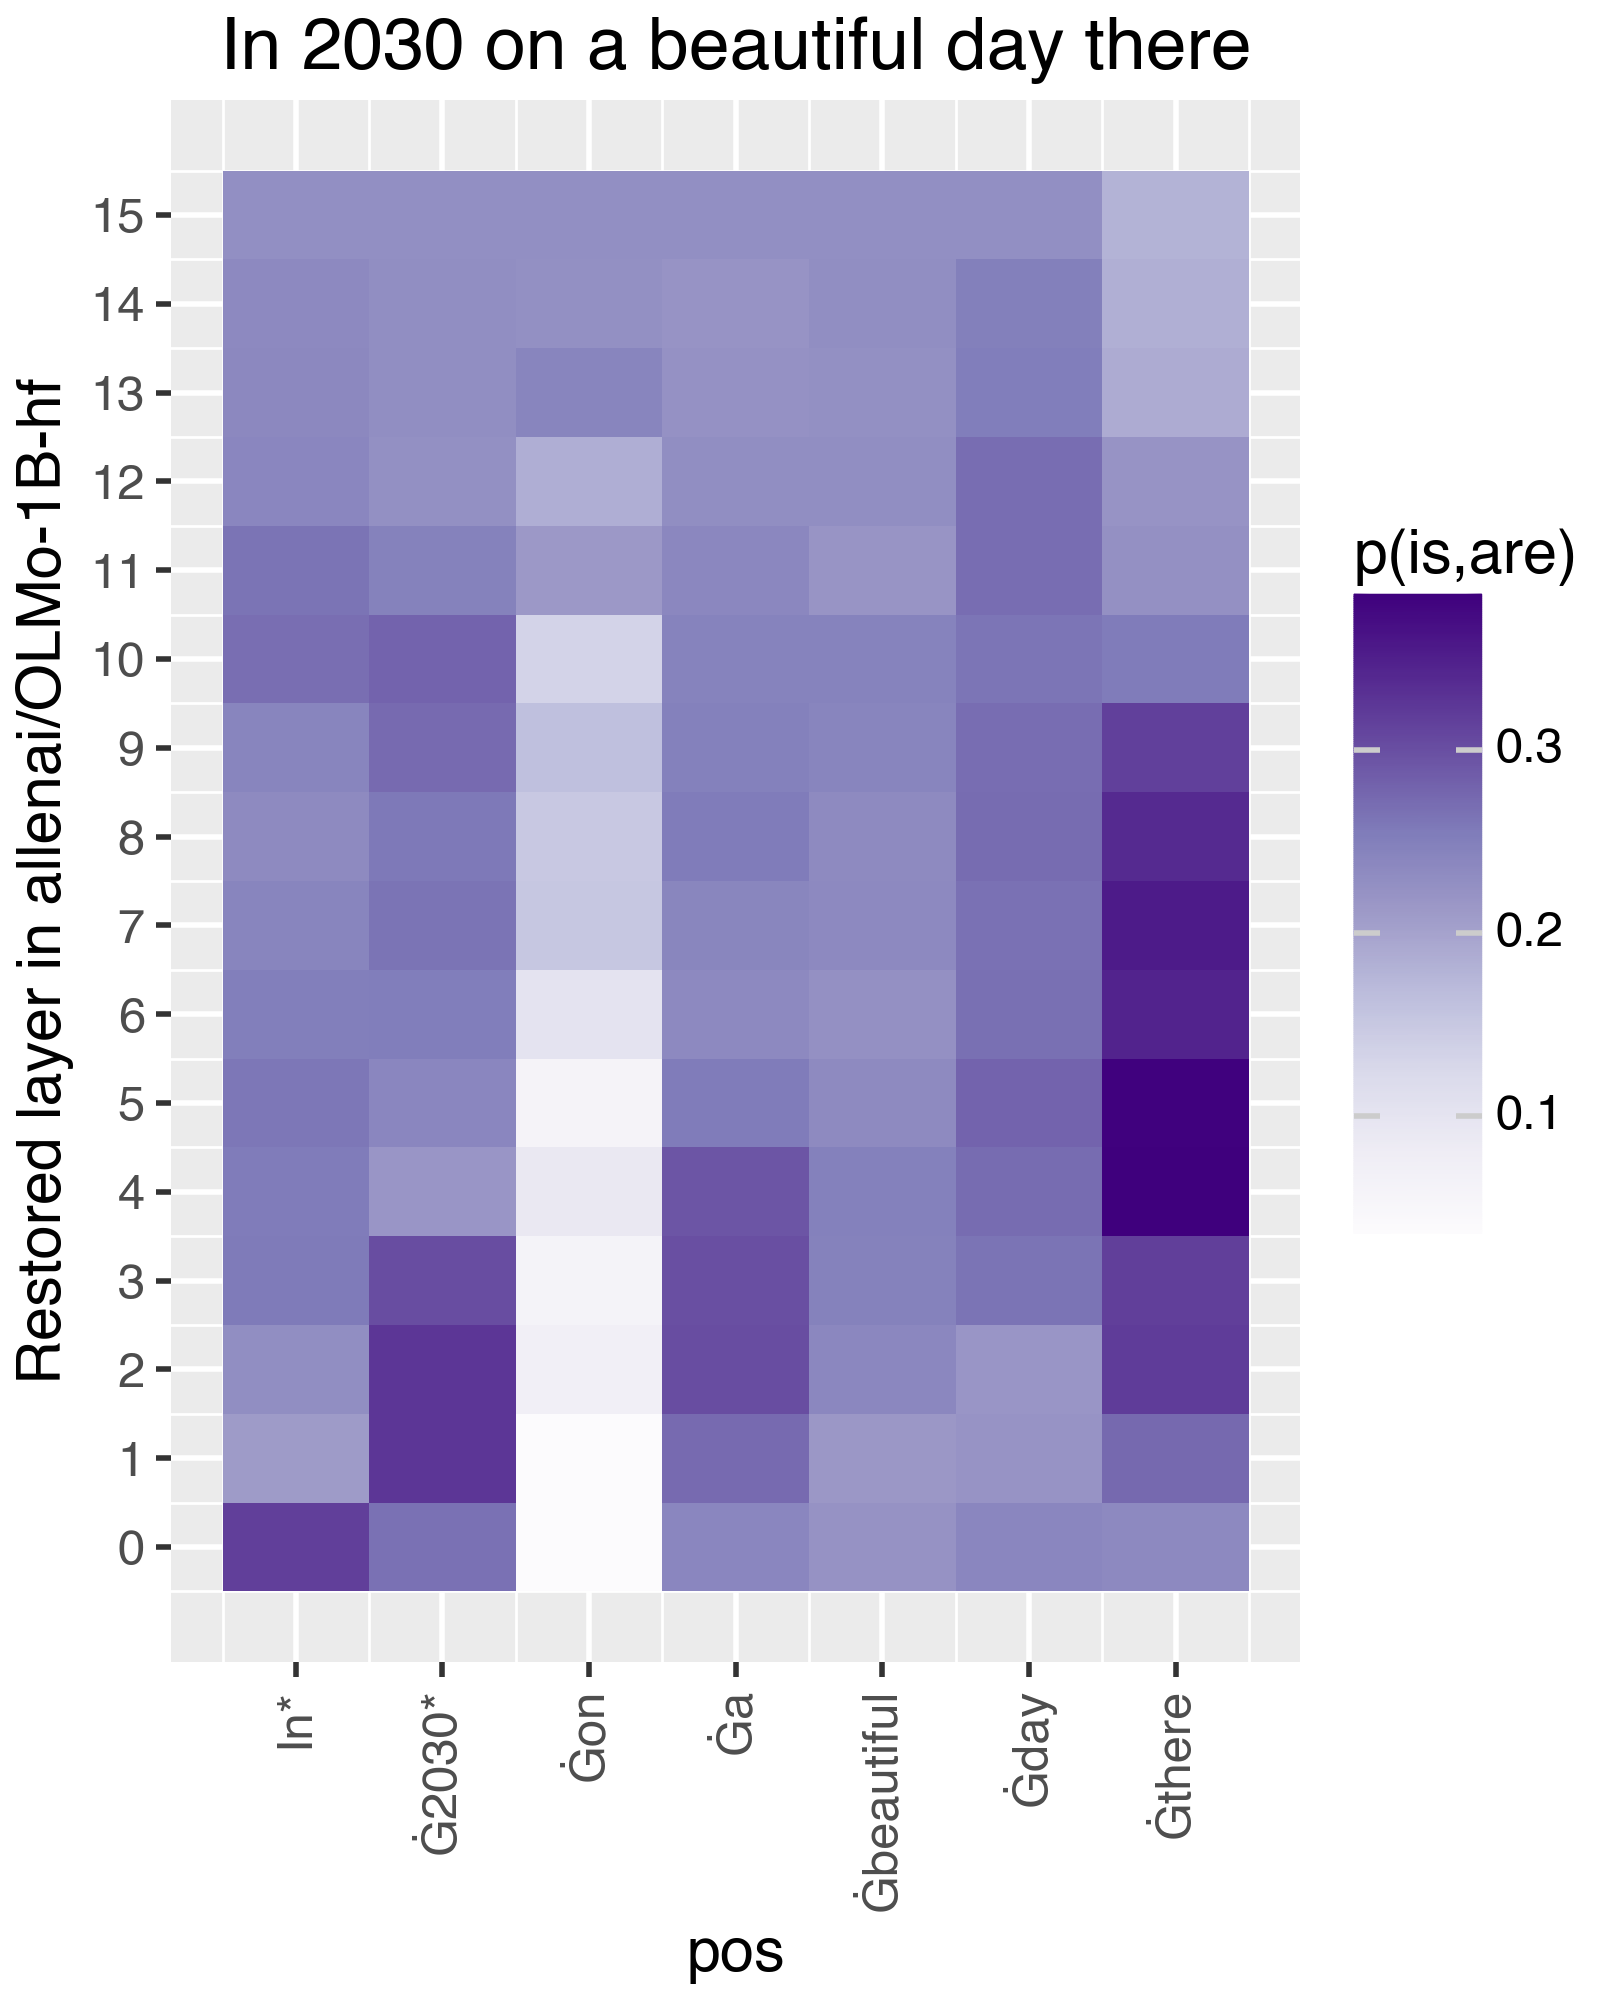 In 2030 on a beautiful day there
Restored layer in allenai/OLMo-1B-hf
15
14
13
12
11
10
9
8
7
6
5
4
3
2
1
0
In*
Ġ2030*
Ġon
Ġa
Ġbeautiful
Ġday
Ġthere
pos
p(is,are)
0.3
0.2
0.1